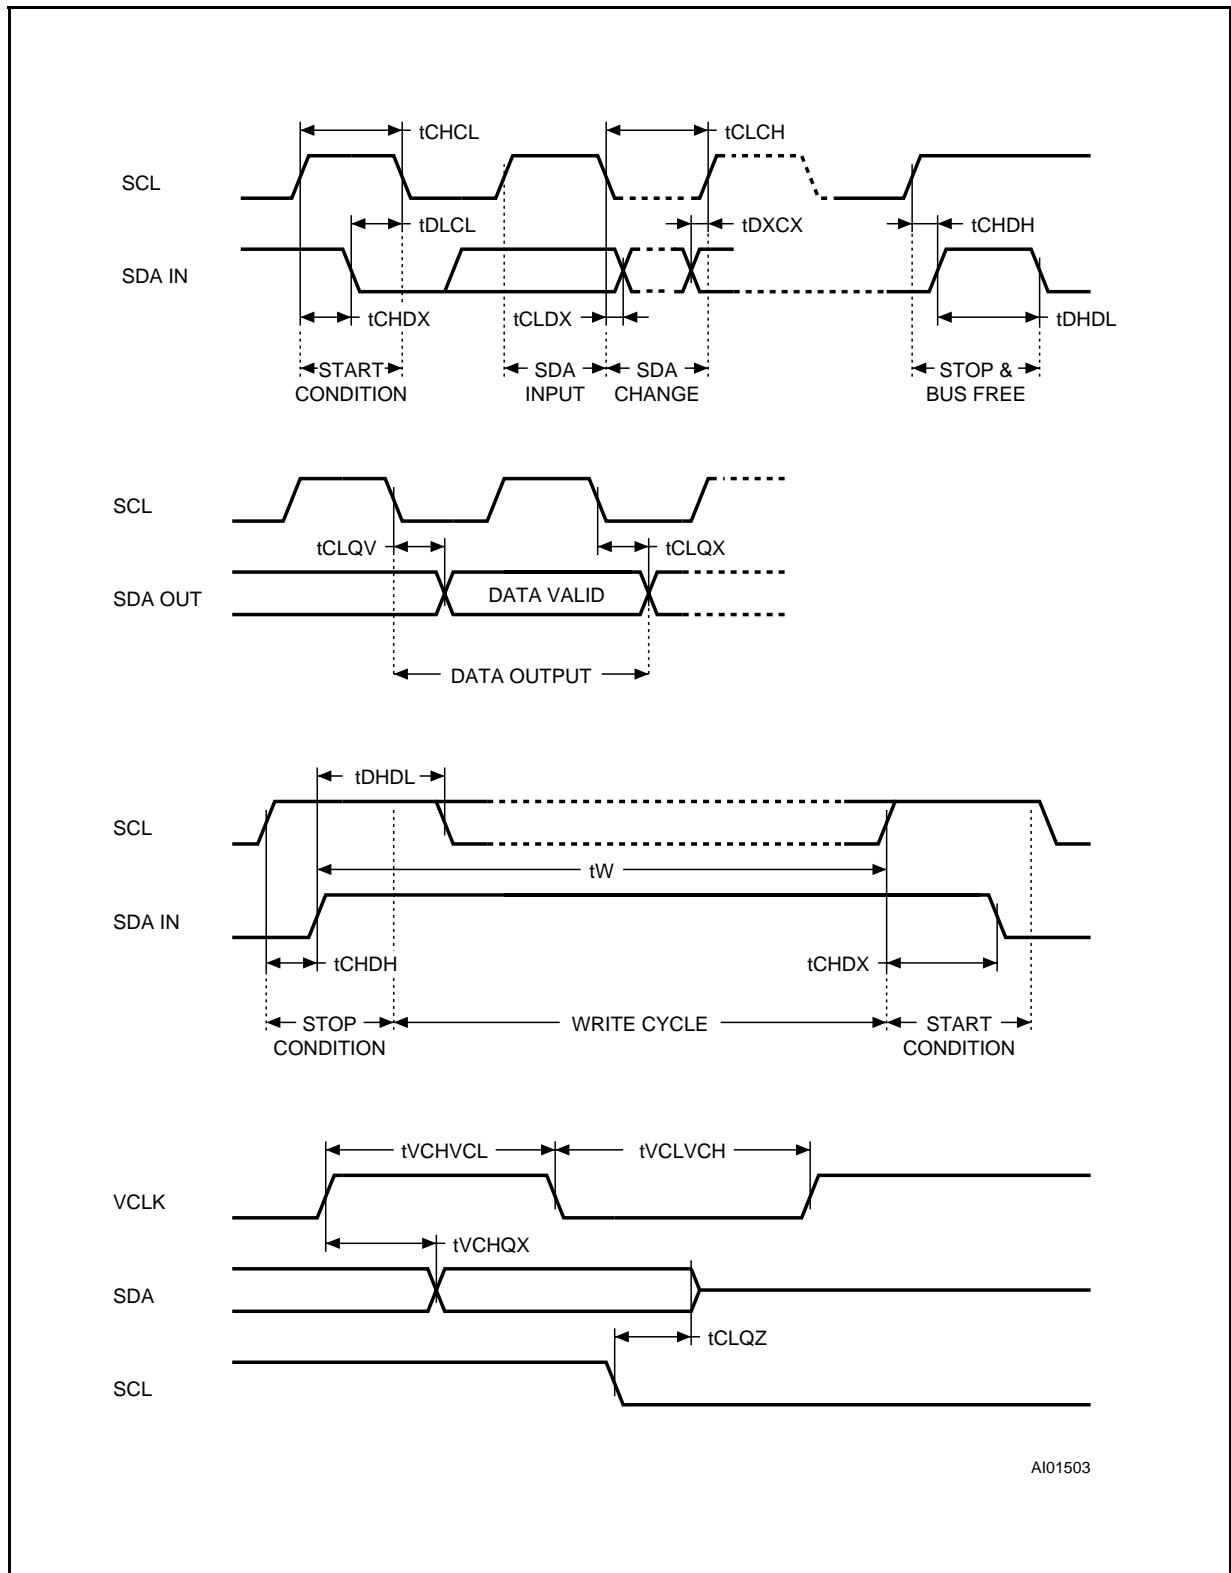 tCHCL
tCLCH
SCL
tDLCL
tDXCX
tCHDH
SDA IN
tCHDX
tCLDX
tDHDL
START
CONDITION
SDA
INPUT
SDA
CHANGE
STOP &
BUS FREE
SCL
tCLQV
tCLQX
SDA OUT
DATA VALID
DATA OUTPUT
tDHDL
SCL
tW
SDA IN
tCHDH
tCHDX
STOP
CONDITION
WRITE CYCLE
START
CONDITION
tVCHVCL
tVCLVCH
VCLK
tVCHQX
SDA
tCLQZ
SCL
AI01503